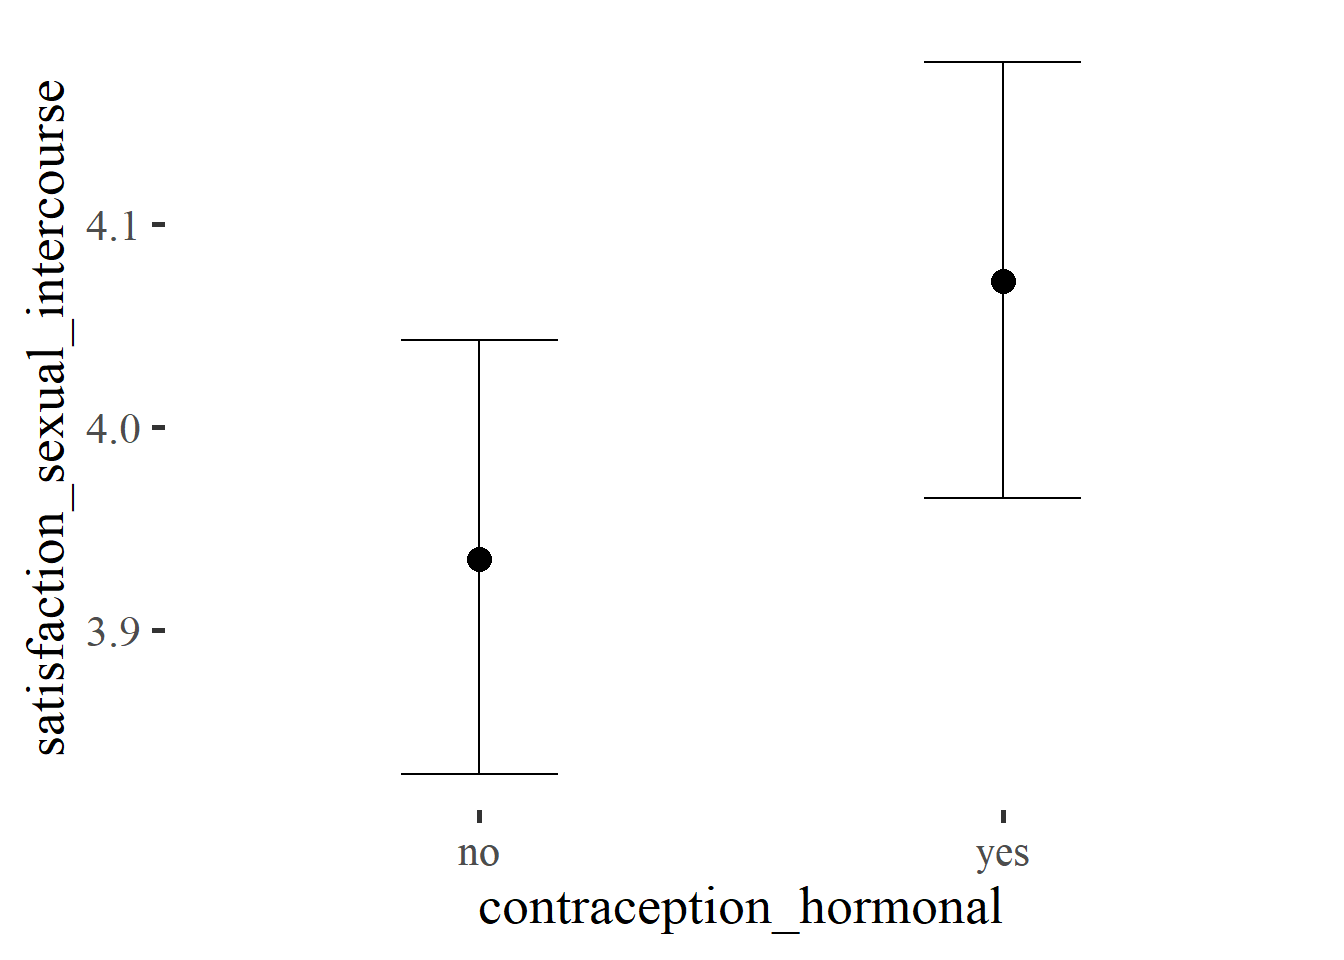 satisfaction_sexual_intercourse
4.1
4.0
3.9
no yes
contraception_hormonal